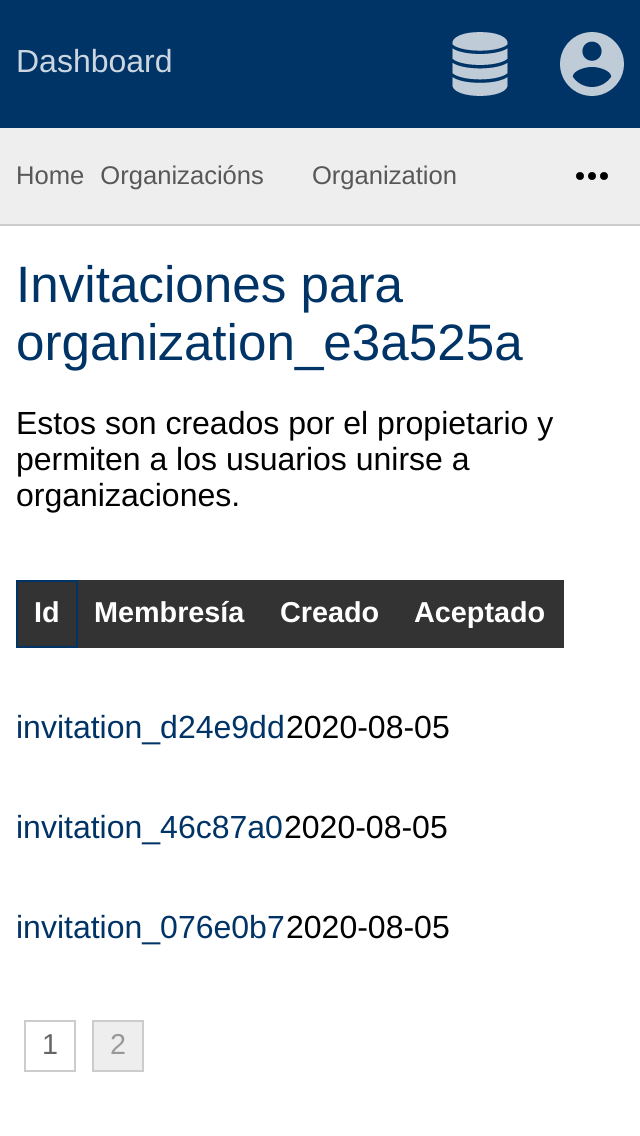 Dashboard
Home Organizacións Organization
Invitaciones para
organization_e3a525a
Estos son creados por el propietario y
permiten a los usuarios unirse a
organizaciones.
Id Membresía Creado Aceptado
invitation_d24e9dd2020-08-05
invitation_46c87a02020-08-05
invitation_076e0b72020-08-05
1 2